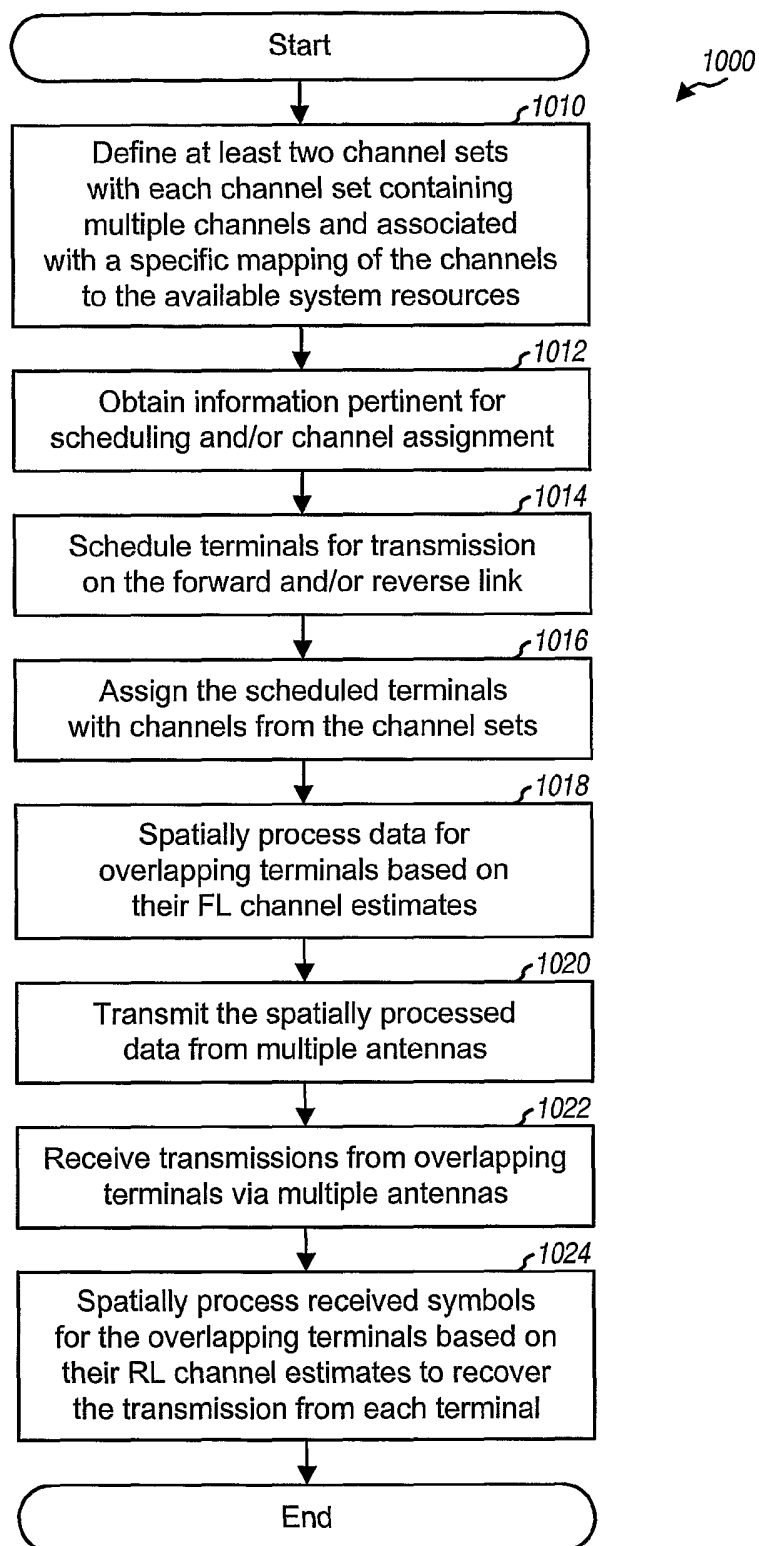 Start
1000
1010
Define at least two channel sets
with each channel set containing
multiple channels and associated
with a specific mapping of the channels
to the available system resources
1012
Obtain information pertinent for
scheduling and/or channel assignment
1014
Schedule terminals for transmission
on the forward and/or reverse link
1016
Assign the scheduled terminals
with channels from the channel sets
1018
Spatially process data for
overlapping terminals based on
their FL channel estimates
1020
Transmit the spatially processed
data from multiple antennas
1022
Receive transmissions from overlapping
terminals via multiple antennas
1024
Spatially process received symbols
for the overlapping terminals based on
their RL channel estimates to recover
the transmission from each terminal
End